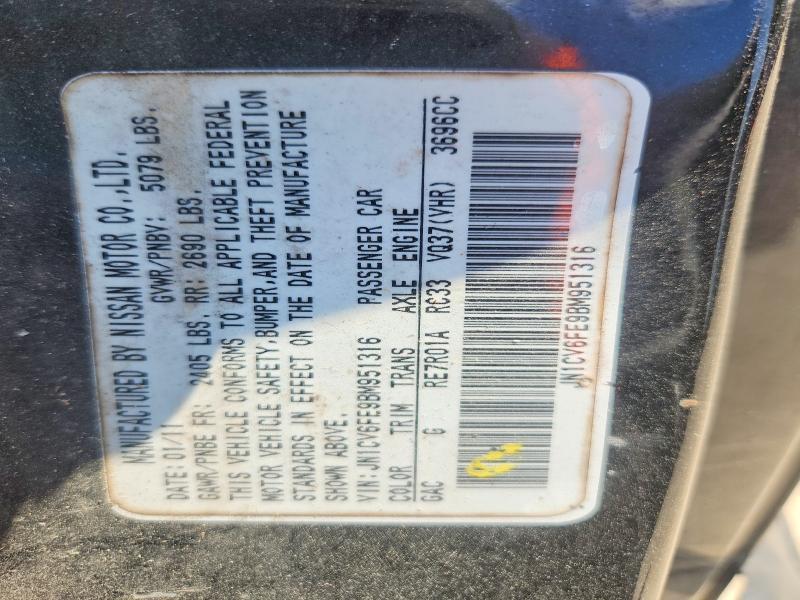 MANUFACTURED BY NISSAN MOTOR CO.,LTD.
DATE: 01/11 GVWR/PNBV: 5079 LBS.
GAWR/PNBE FR: 2405 LBS, RR: 2690 LBS.
THIS VEHICLE CONFORMS TO ALL APPLICABLE FEDERAL
MOTOR VEHICLE SAFETY,BUMPER,AND THEFT PREVENTION
STANDARDS IN EFFECT ON THE DATE OF MANUFACTURE
SHOWN ABOVE.
VIN: JN1CV6FE9BM951316 PASSENGER CAR
COLOR TRIM TRANS AXLE ENGINE
GAC G RE7R01A RC33 VQ37(VHR) 3696CC
JN1CV6FE9BM951316